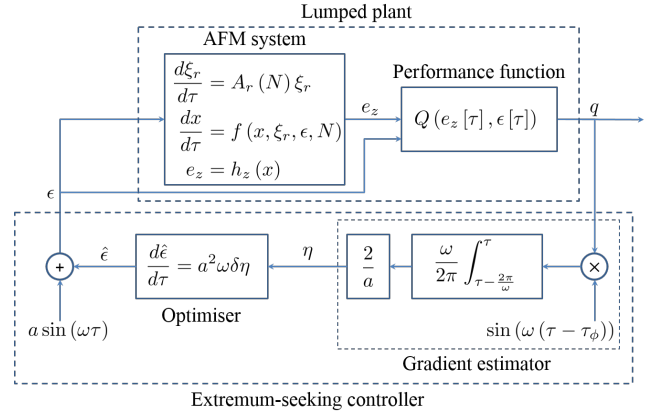 Lumped plant
AFM system
dξ_r/dτ = A_r (N) ξ_r
dx/dτ = f (x, ξ_r, ϵ, N)
e_z = h_z (x)
e_z
Performance function
Q (e_z [τ] , ϵ [τ])
q
ϵ
+
ϵ̂
dϵ̂/dτ = a²ωδη
Optimiser
η
2/a
ω/2π ∫_{τ−2π/ω}^{τ}
×
a sin (ωτ)
sin (ω (τ − τ_ϕ))
Gradient estimator
Extremum-seeking controller